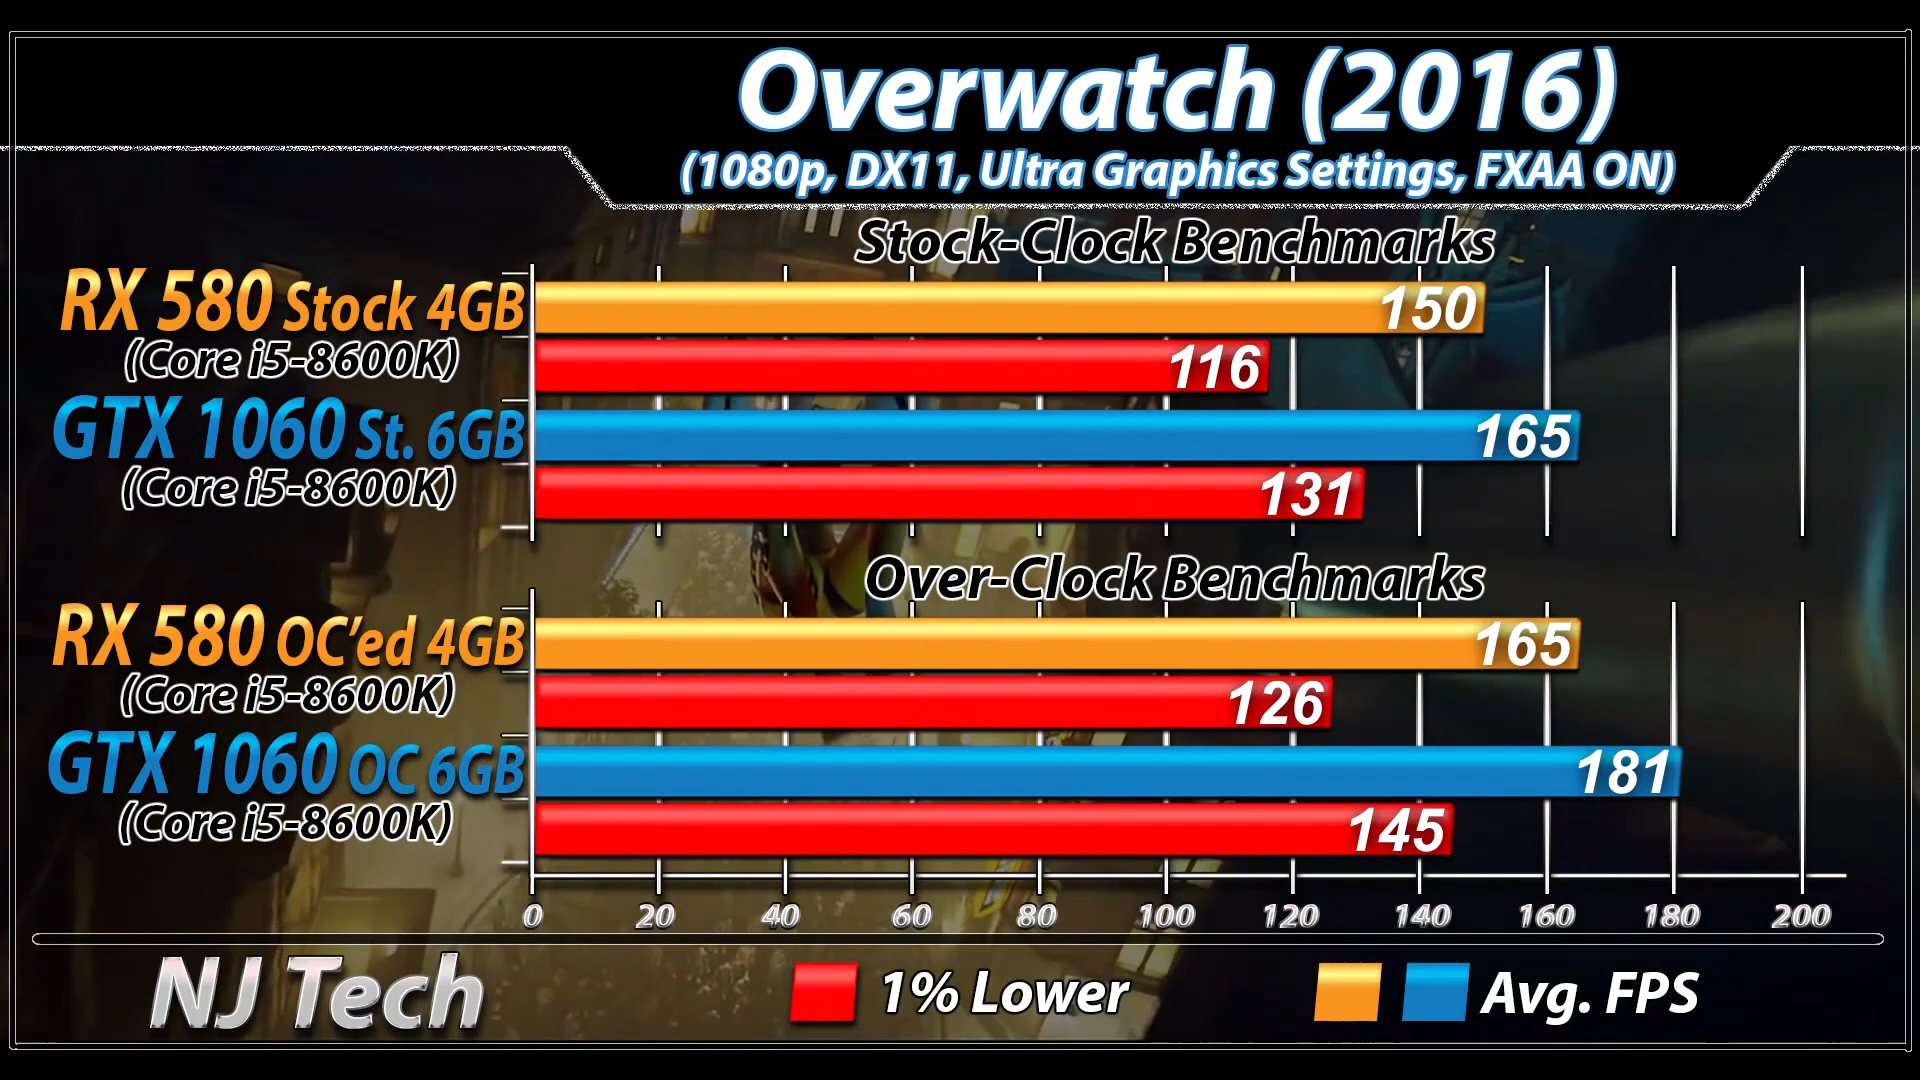 Overwatch (2016)
(1080p, DX11, Ultra Graphics Settings, FXAA ON)
Stock-Clock Benchmarks
RX 580 Stock 4GB
150
(Core i5-8600K)
116
GTX 1060 St. 6GB
165
(Core i5-8600K)
131
Over-Clock Benchmarks
RX 580 OC'ed 4GB
165
(Core i5-8600K)
126
GTX 1060 OC 6GB
181
(Core i5-8600K)
145
0 20 40 60 80 100 120 140 160 180 200
NJ Tech
1% Lower
Avg. FPS